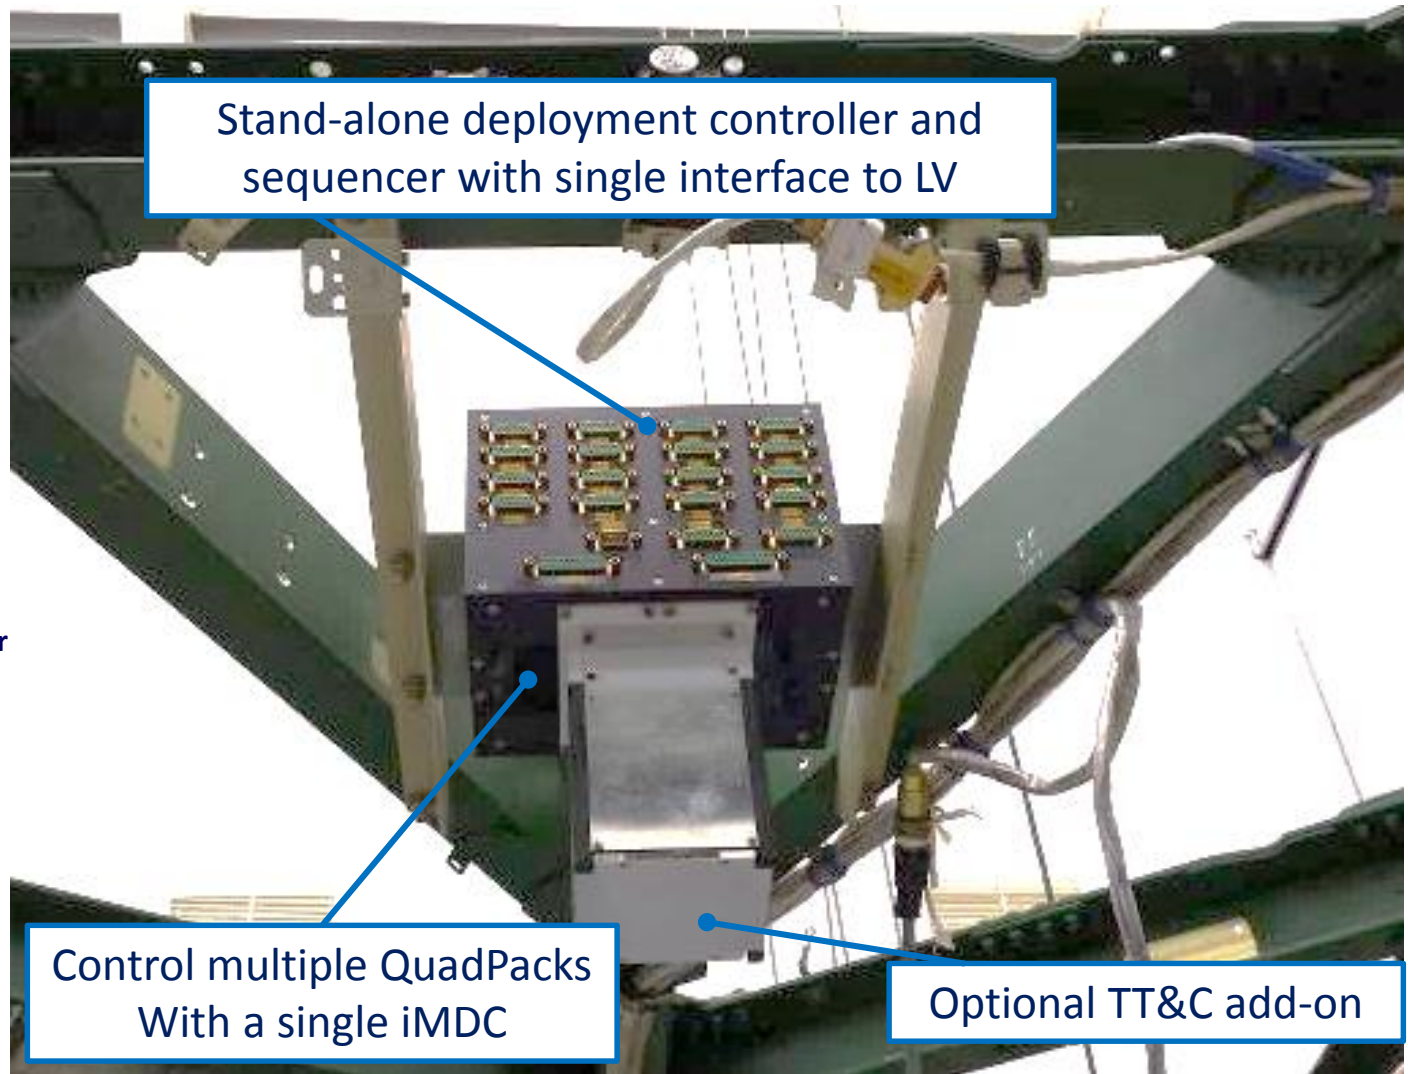 Stand-alone deployment controller and
sequencer with single interface to LV
r
Control multiple QuadPacks
With a single iMDC
Optional TT&C add-on